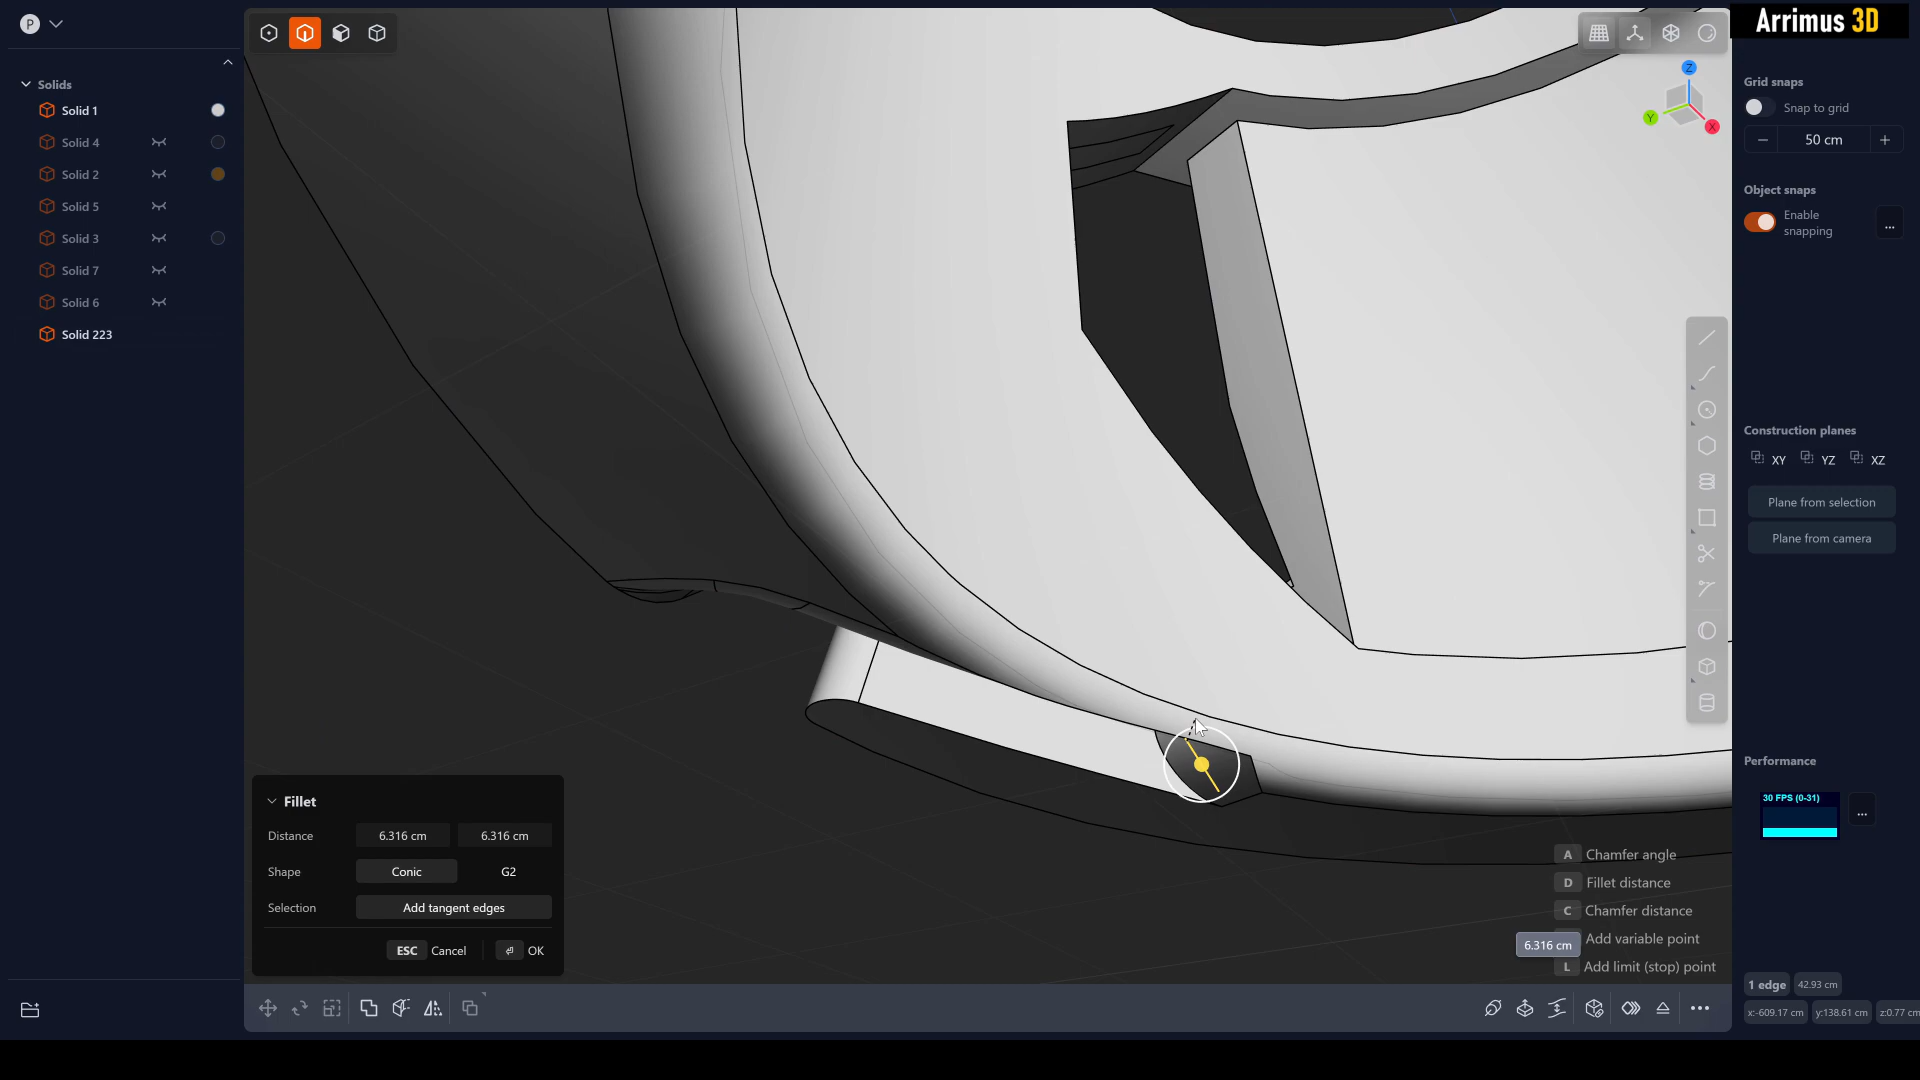 P
Arrimus 3D
Solids
Solid 1
Solid 4
Solid 2
Solid 5
Solid 3
Solid 7
Solid 6
Solid 223
Z
Y
X
Grid snaps
Snap to grid
50 cm
Object snaps
Enable
snapping
...
Construction planes
XY YZ XZ
Plane from selection
Plane from camera
Performance
30 FPS (0-31)
...
Fillet
Distance 6.316 cm 6.316 cm
Shape Conic G2
Selection Add tangent edges
ESC Cancel OK
A Chamfer angle
D Fillet distance
C Chamfer distance
6.316 cm Add variable point
L Add limit (stop) point
1 edge 42.93 cm
x:-609.17 cm y:138.61 cm z:0.77 cm